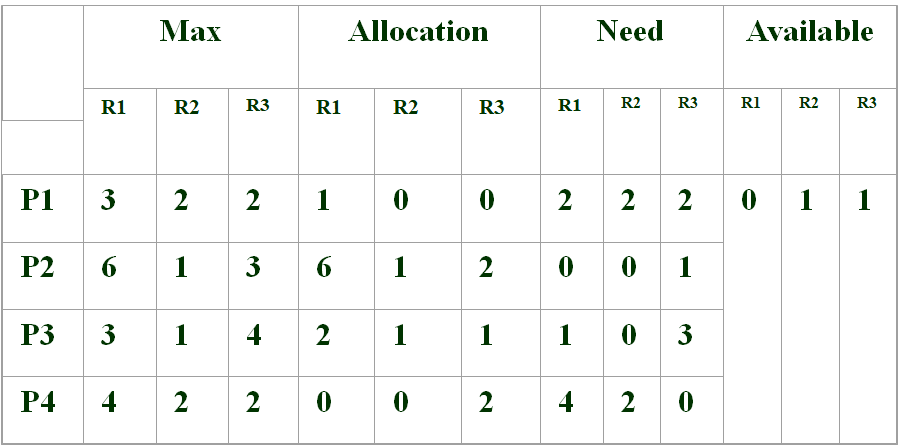 Max Allocation Need Available
R1 R2 R3 R1 R2 R3 R1 R2 R3 R1 R2 R3
P1 3 2 2 1 0 0 2 2 2 0 1 1
P2 6 1 3 6 1 2 0 0 1
P3 3 1 4 2 1 1 1 0 3
P4 4 2 2 0 0 2 4 2 0